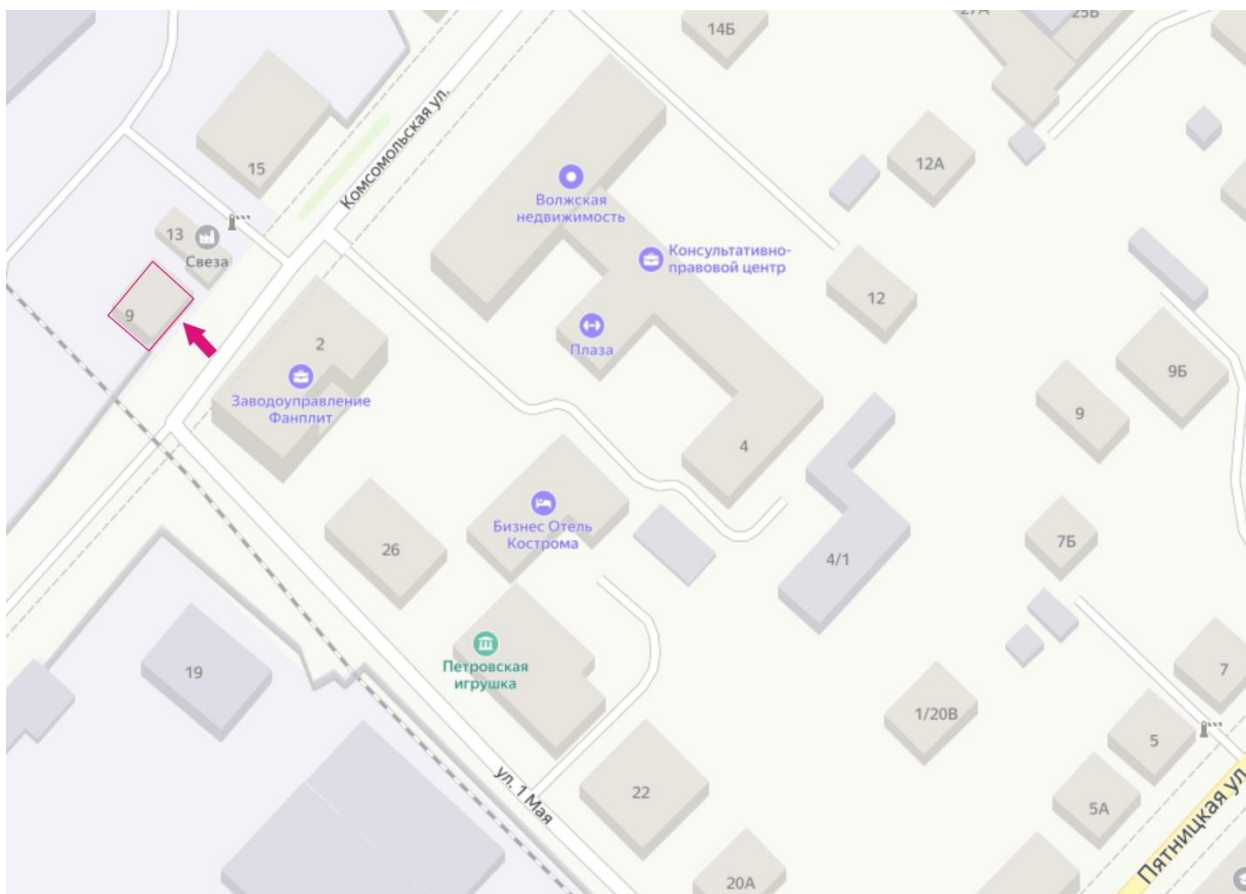 14Б
27А
25Б
15
Комсомольская ул.
12А
Волжская
недвижимость
13
Свеза
Консультативно-
правовой центр
12
9
2
Плаза
9Б
Заводоуправление
Фанплит
9
4
Бизнес Отель
Кострома
26
7Б
4/1
Петровская
игрушка
19
7
1/20В
5
ул. 1 Мая
22
5А
Пятницкая ул
20А